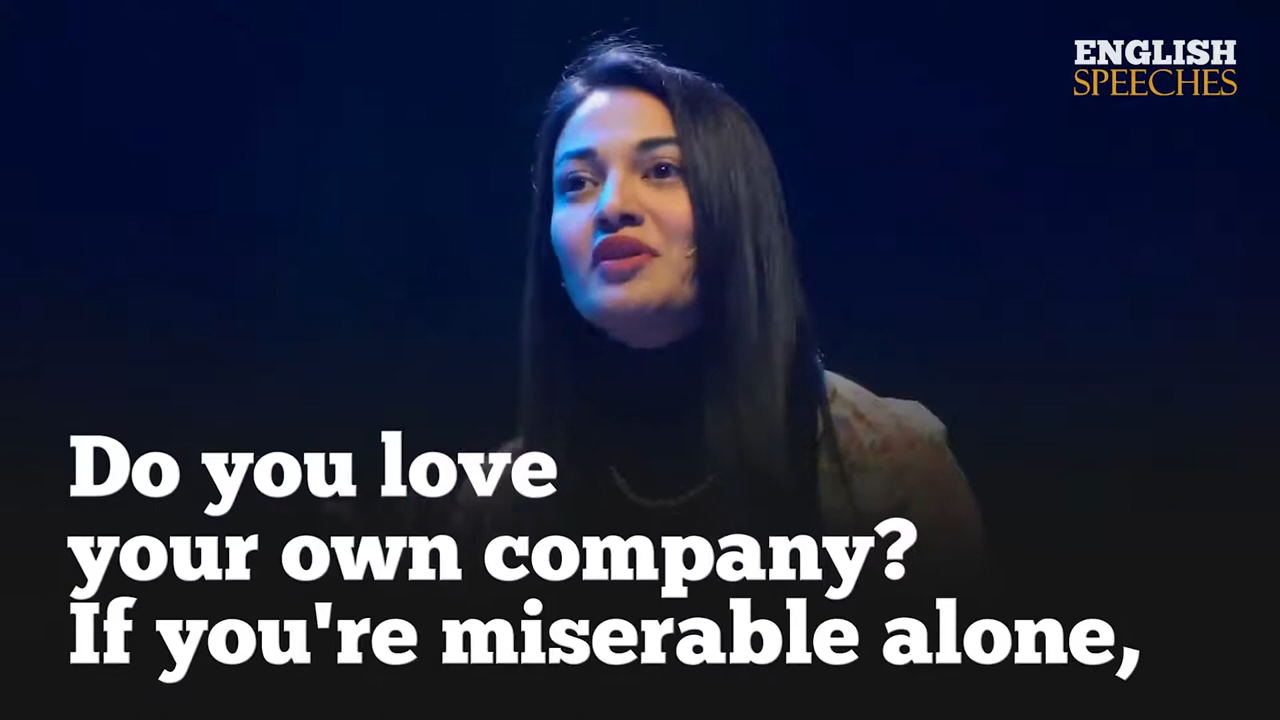 ENGLISH
SPEECHES
Do you love
your own company?
If you're miserable alone,